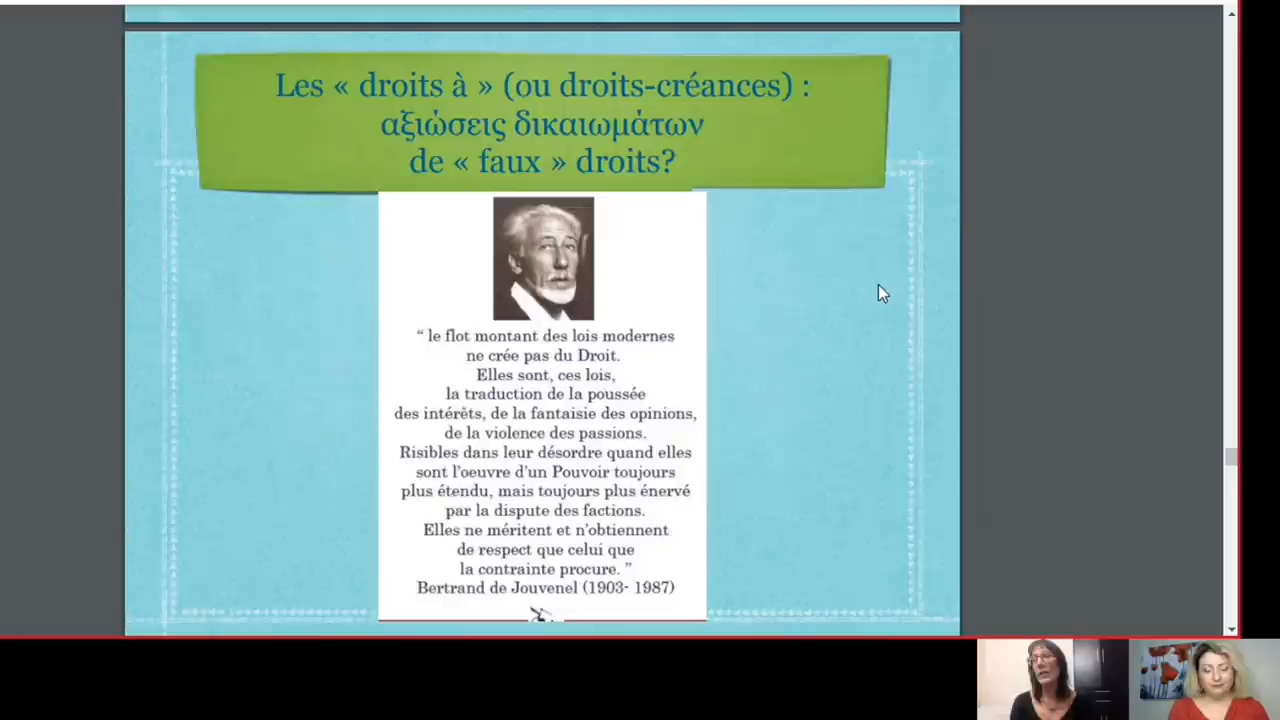 Les « droits à » (ou droits-créances) :
αξιώσεις δικαιωμάτων
de « faux » droits?
“ le flot montant des lois modernes
ne crée pas du Droit.
Elles sont, ces lois,
la traduction de la poussée
des intérêts, de la fantaisie des opinions,
de la violence des passions.
Risibles dans leur désordre quand elles
sont l'oeuvre d'un Pouvoir toujours
plus étendu, mais toujours plus énervé
par la dispute des factions.
Elles ne méritent et n'obtiennent
de respect que celui que
la contrainte procure. ”
Bertrand de Jouvenel (1903- 1987)